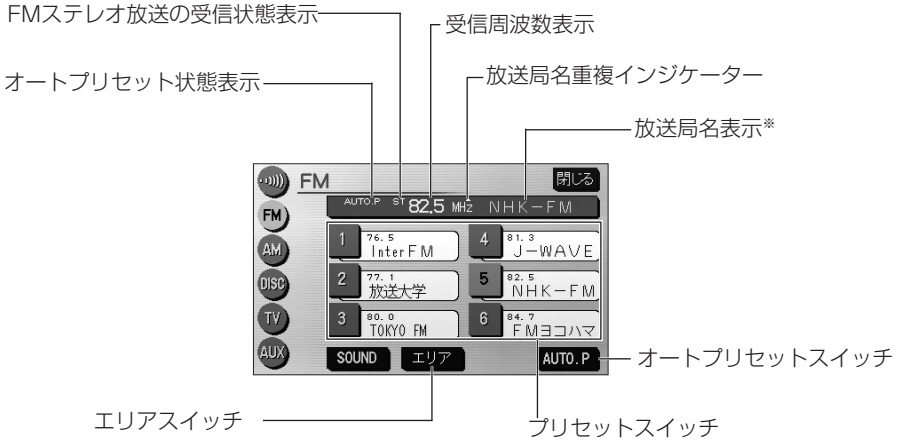 FMステレオ放送の受信状態表示
受信周波数表示
オートプリセット状態表示
放送局名重複インジケーター
放送局名表示※
FM
閉じる
AUTO.P ST 82.5 MHz NHK-FM
FM
AM
DISC
TV
AUX
1 76.5 InterFM
4 81.3 J-WAVE
2 77.1 放送大学
5 82.5 NHK-FM
3 80.0 TOKYO FM
6 84.7 FMヨコハマ
SOUND
エリア
AUTO.P
オートプリセットスイッチ
エリアスイッチ
プリセットスイッチ